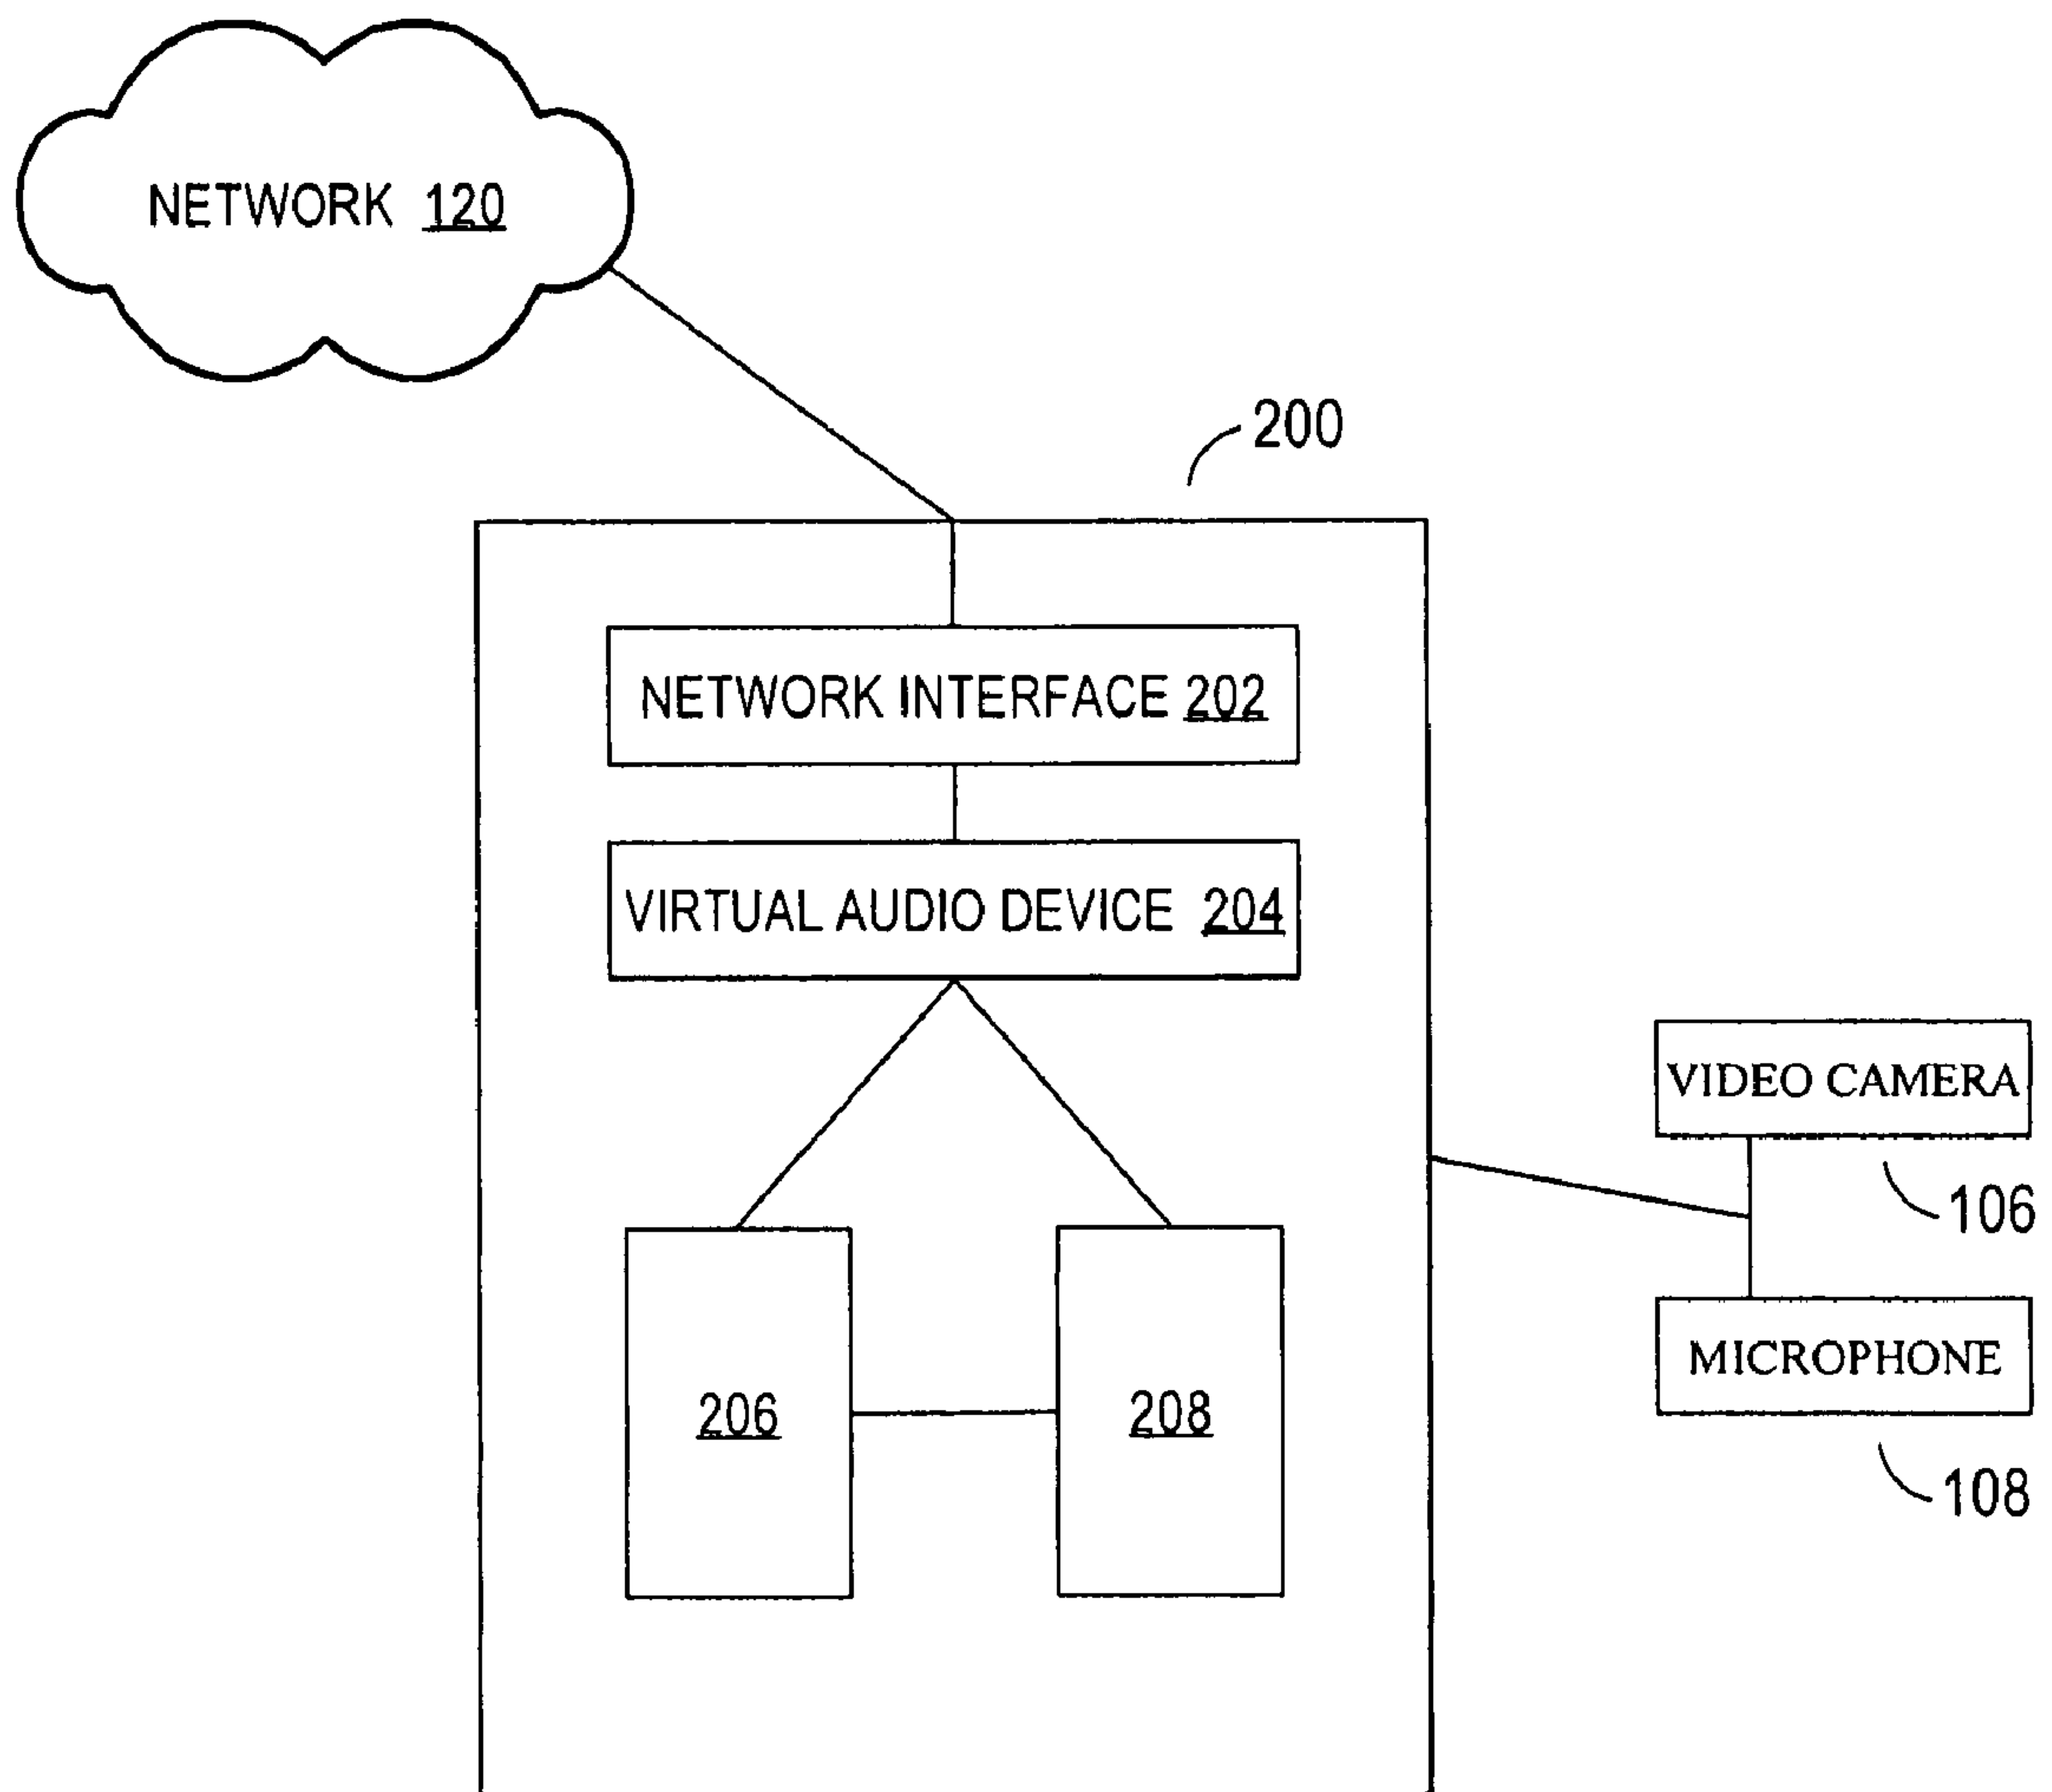 NETWORK 120
200
NETWORK INTERFACE 202
VIRTUAL AUDIO DEVICE 204
VIDEO CAMERA
106
206
208
MICROPHONE
108